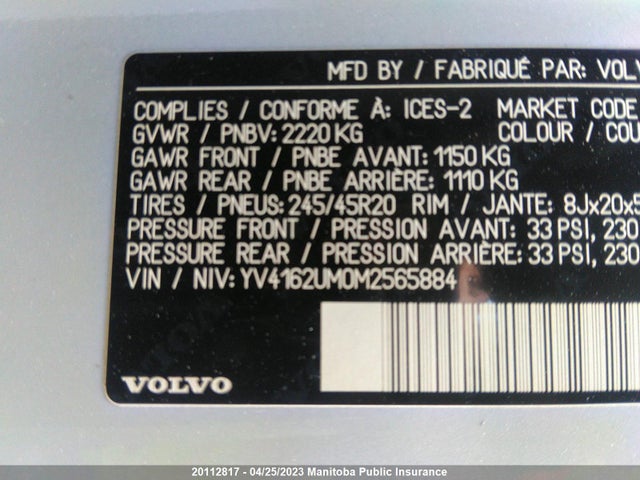 MFD BY / FABRIQUÉ PAR: VOLV
COMPLIES / CONFORME À: ICES-2 MARKET CODE
GVWR / PNBV: 2220 KG COLOUR / COU
GAWR FRONT / PNBE AVANT: 1150 KG
GAWR REAR / PNBE ARRIÈRE: 1110 KG
TIRES / PNEUS: 245/45R20 RIM / JANTE: 8Jx20x5
PRESSURE FRONT / PRESSION AVANT: 33 PSI, 230
PRESSURE REAR / PRESSION ARRIÈRE: 33 PSI, 230
VIN / NIV: YV4162UM0M2565884
VOLVO
20112817 - 04/25/2023 Manitoba Public Insurance